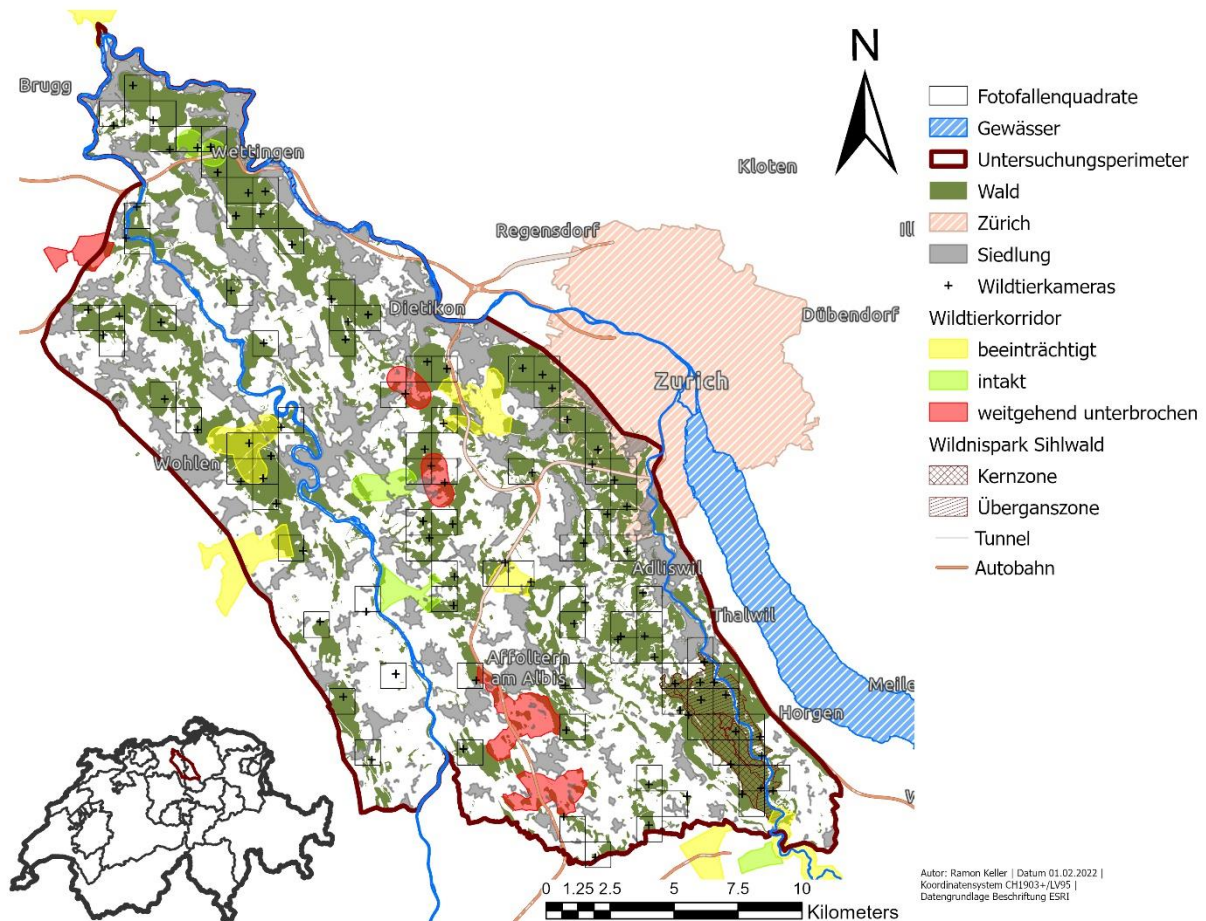 Brugg
Wettingen
Kloten
Regensdorf
Dietikon
Dübendorf
Zurich
Wohlen
Adliswil
Thalwil
Affoltern
am Albis
Meile
Horgen
N
Fotofallenquadrate
Gewässer
Untersuchungsperimeter
Wald
Zürich
Siedlung
Wildtierkameras
Wildtierkorridor
beeinträchtigt
intakt
weitgehend unterbrochen
Wildnispark Sihlwald
Kernzone
Überganszone
Tunnel
Autobahn
0 1.25 2.5 5 7.5 10
Kilometers
Autor: Ramon Keller | Datum 01.02.2022 |
Koordinatensystem CH1903+/LV95 |
Datengrundlage Beschriftung ESRI